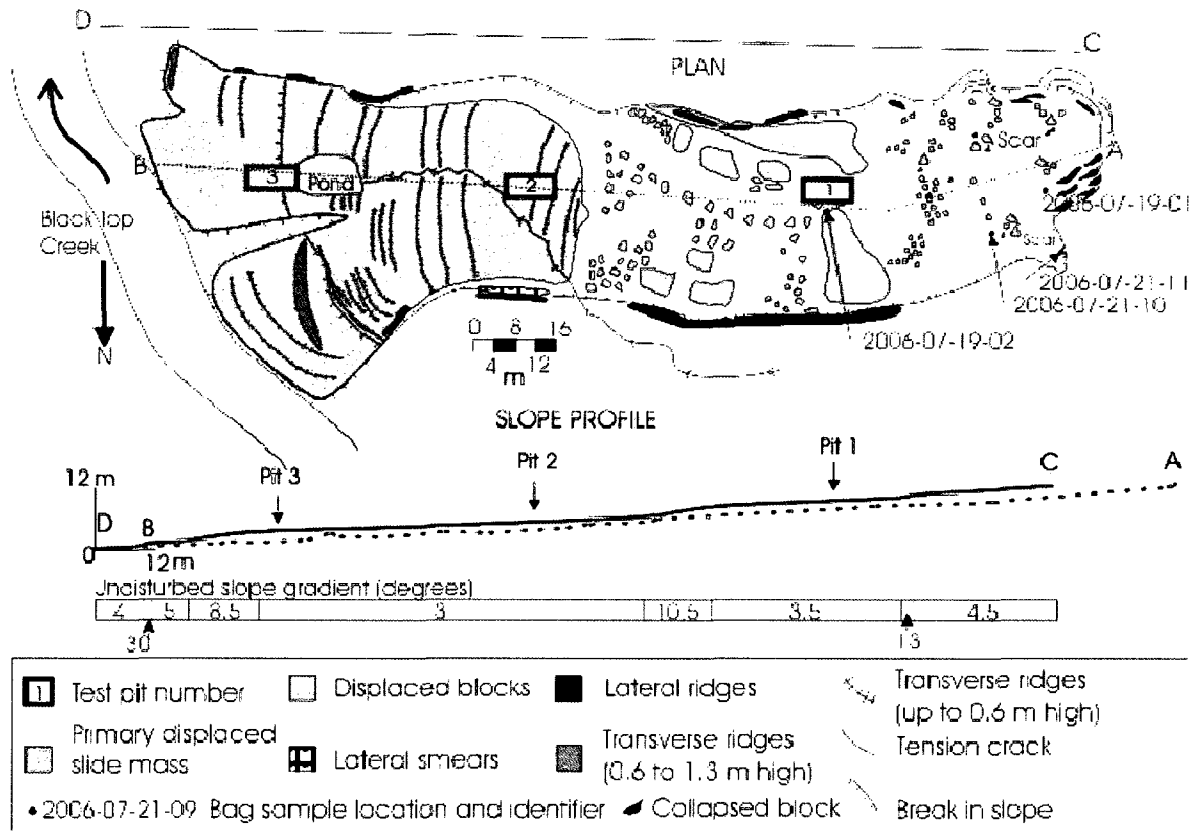 D
C
PLAN
B
3
Pond
2
1
Scar
A
2006-07-19-01
Scar
Black Top
Creek
2006-07-21-11
2006-07-21-10
N
0 8 16
4 12
m
2006-07-19-02
SLOPE PROFILE
12 m
Pit 3
Pit 2
Pit 1
C
A
D
B
0
12m
Undisturbed slope gradient (degrees)
4 5 8.5 3 10.5 3.5 4.5
30
13
1 Test pit number
Displaced blocks
Lateral ridges
Transverse ridges
(up to 0.6 m high)
Primary displaced
slide mass
Lateral smears
Transverse ridges
(0.6 to 1.3 m high)
Tension crack
• 2006-07-21-09 Bag sample location and identifier
Collapsed block
Break in slope